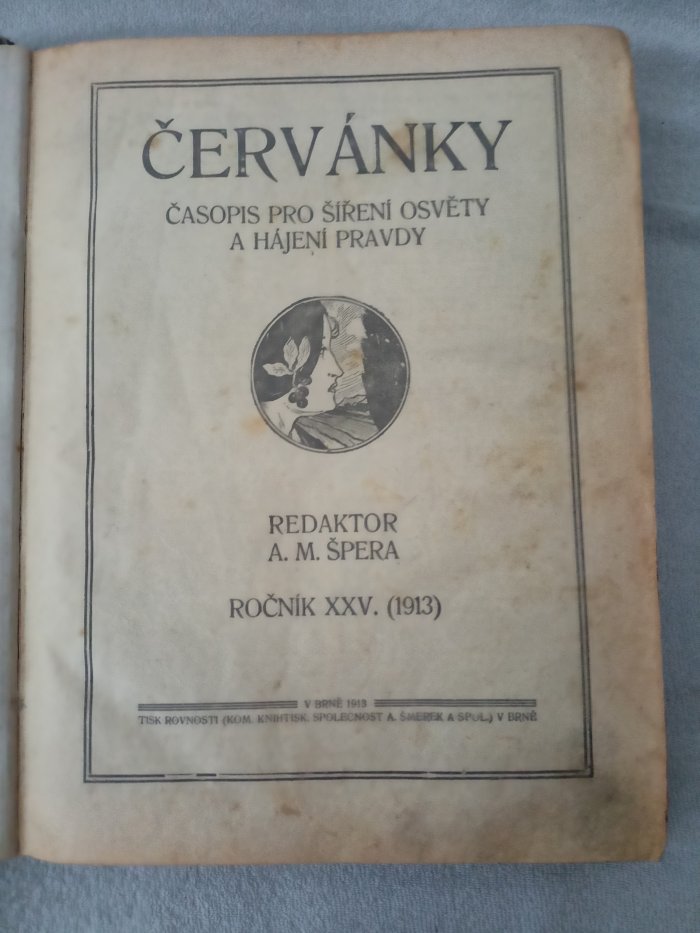 ČERVÁNKY
ČASOPIS PRO ŠÍŘENÍ OSVĚTY
A HÁJENÍ PRAVDY
REDAKTOR
A. M. ŠPERA
ROČNÍK XXV. (1913)
V BRNĚ 1913
TISK ROVNOSTI (KOM. KNIHTISK. SPOLEČNOST A. ŠMEREK A SPOL.) V BRNĚ